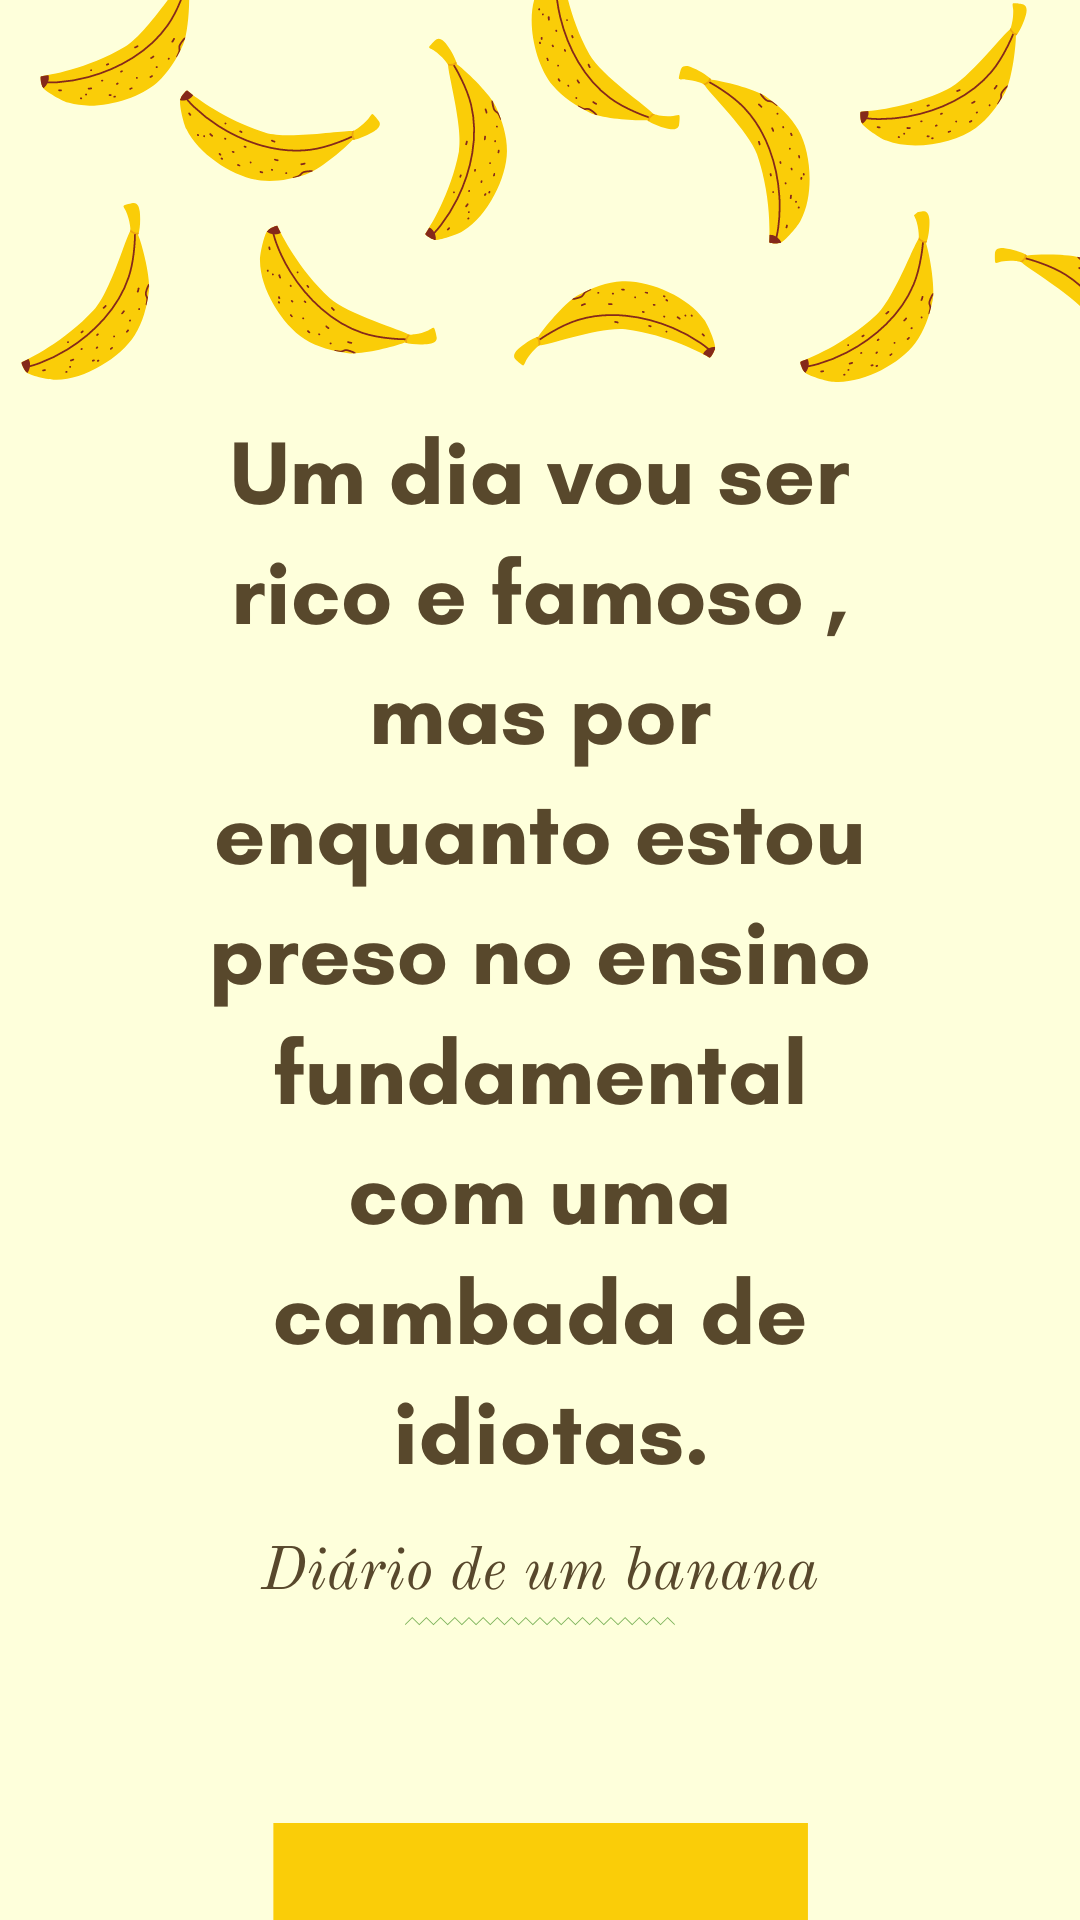 Um dia vou ser
rico e famoso ,
mas por
enquanto estou
preso no ensino
fundamental
com uma
cambada de
idiotas.
Diário de um banana